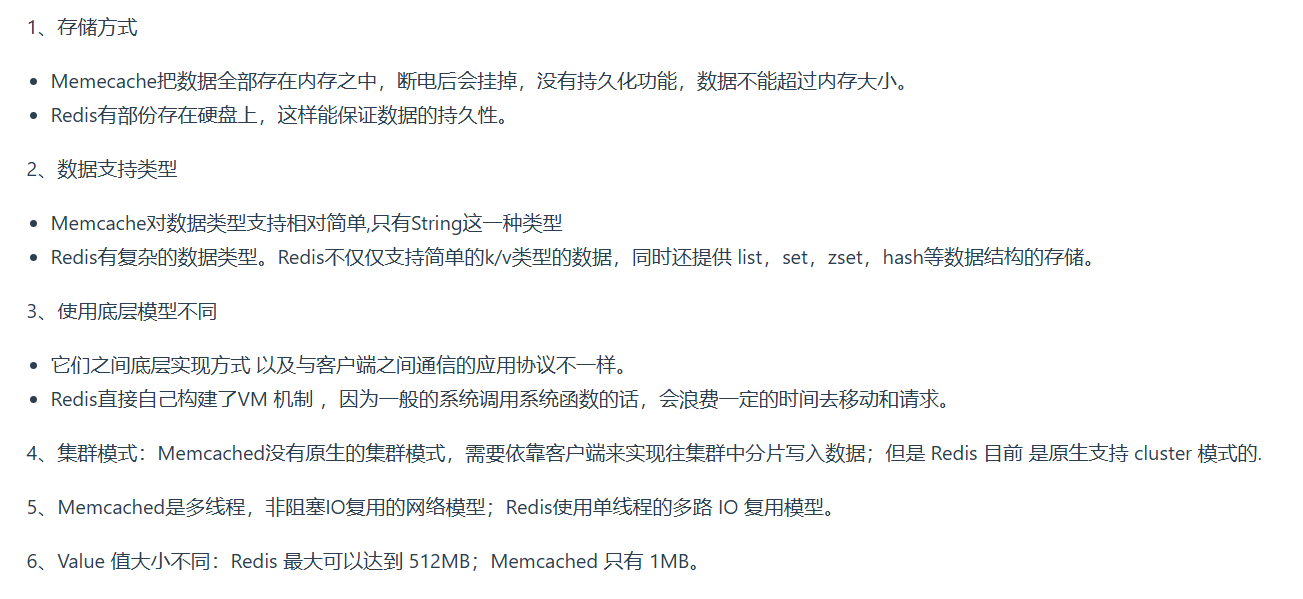 1、存储方式
Memecache把数据全部存在内存之中，断电后会挂掉，没有持久化功能，数据不能超过内存大小。
Redis有部份存在硬盘上，这样能保证数据的持久性。
2、数据支持类型
Memcache对数据类型支持相对简单,只有String这一种类型
Redis有复杂的数据类型。Redis不仅仅支持简单的k/v类型的数据，同时还提供 list，set，zset，hash等数据结构的存储。
3、使用底层模型不同
它们之间底层实现方式 以及与客户端之间通信的应用协议不一样。
Redis直接自己构建了VM 机制 ，因为一般的系统调用系统函数的话，会浪费一定的时间去移动和请求。
4、集群模式：Memcached没有原生的集群模式，需要依靠客户端来实现往集群中分片写入数据；但是 Redis 目前 是原生支持 cluster 模式的.
5、Memcached是多线程，非阻塞IO复用的网络模型；Redis使用单线程的多路 IO 复用模型。
6、Value 值大小不同：Redis 最大可以达到 512MB；Memcached 只有 1MB。